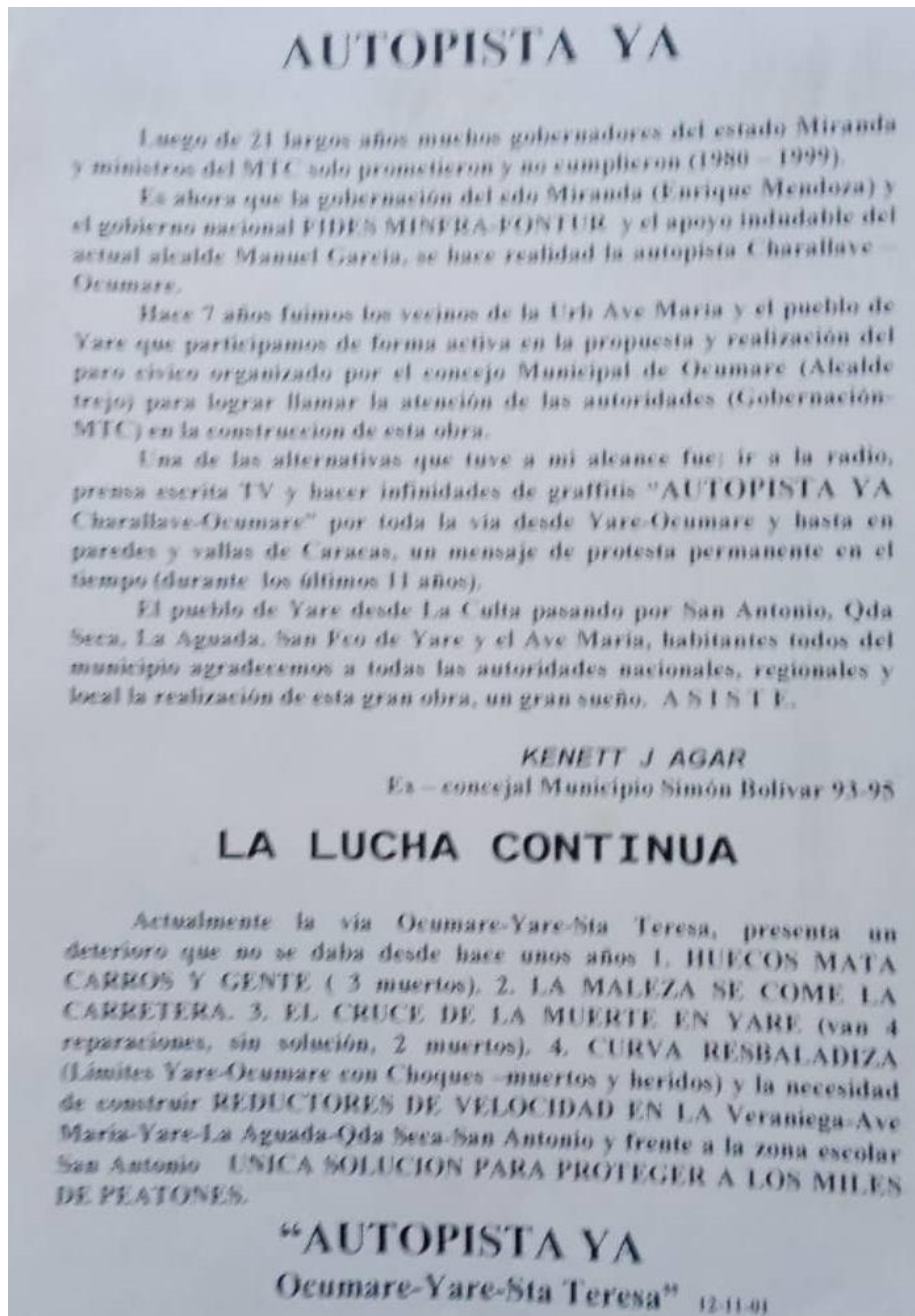 AUTOPISTA YA
Luego de 21 largos años muchos gobernadores del estado Miranda
y ministros del MTC solo prometieron y no cumplieron (1980 – 1999).
Es ahora que la gobernación del edo Miranda (Enrique Mendoza) y
el gobierno nacional FIDES MINFRA-FONTUR y el apoyo indudable del
actual alcalde Manuel Garcia, se hace realidad la autopista Charallave –
Ocumare.
Hace 7 años fuimos los vecinos de la Urb Ave Maria y el pueblo de
Yare que participamos de forma activa en la propuesta y realización del
paro cívico organizado por el concejo Municipal de Ocumare (Alcalde
trejo) para lograr llamar la atención de las autoridades (Gobernación-
MTC) en la construccion de esta obra.
Una de las alternativas que tuve a mi alcance fue; ir a la radio,
prensa escrita TV y hacer infinidades de graffitis "AUTOPISTA YA
Charallave-Ocumare" por toda la via desde Yare-Ocumare y hasta en
paredes y vallas de Caracas, un mensaje de protesta permanente en el
tiempo (durante los últimos 11 años).
El pueblo de Yare desde La Culta pasando por San Antonio, Qda
Seca, La Aguada, San Fco de Yare y el Ave Maria, habitantes todos del
municipio agradecemos a todas las autoridades nacionales, regionales y
local la realización de esta gran obra, un gran sueño. A S I S T E.
KENETT J AGAR
Ex – concejal Municipio Simón Bolívar 93-95
LA LUCHA CONTINUA
Actualmente la via Ocumare-Yare-Sta Teresa, presenta un
deterioro que no se daba desde hace unos años 1. HUECOS MATA
CARROS Y GENTE ( 3 muertos). 2. LA MALEZA SE COME LA
CARRETERA. 3. EL CRUCE DE LA MUERTE EN YARE (van 4
reparaciones, sin solución, 2 muertos). 4. CURVA RESBALADIZA
(Límites Yare-Ocumare con Choques –muertos y heridos) y la necesidad
de construir REDUCTORES DE VELOCIDAD EN LA Veraniega-Ave
María-Yare-La Aguada-Qda Seca-San Antonio y frente a la zona escolar
San Antonio UNICA SOLUCION PARA PROTEGER A LOS MILES
DE PEATONES.
"AUTOPISTA YA
Ocumare-Yare-Sta Teresa" 12-11-01